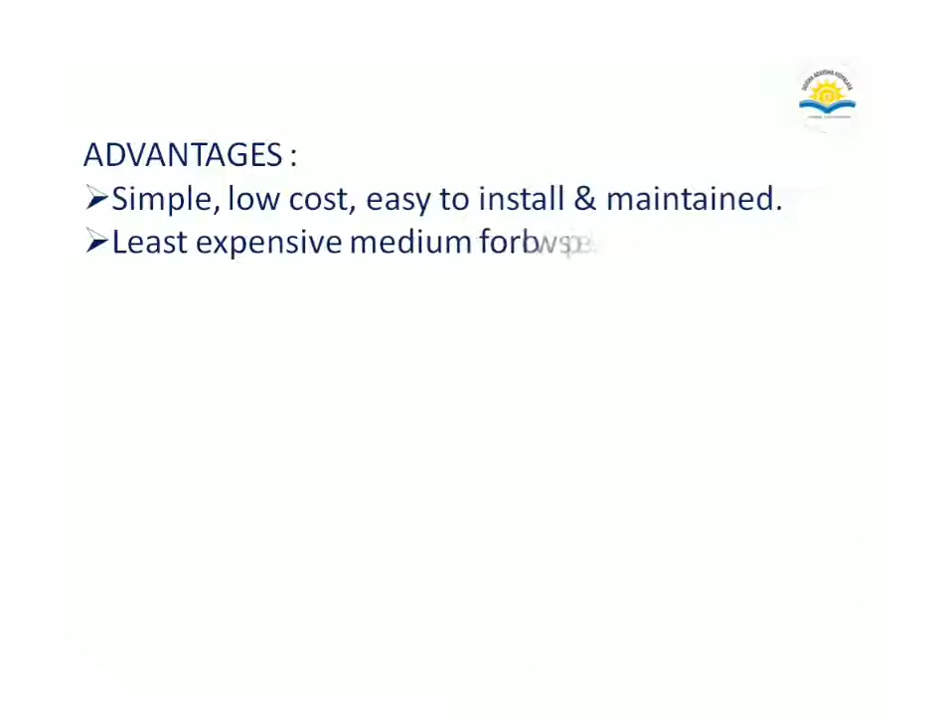 ADVANTAGES :
➢Simple, low cost, easy to install & maintained.
➢Least expensive medium for